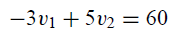 −3v₁ + 5v₂ = 60